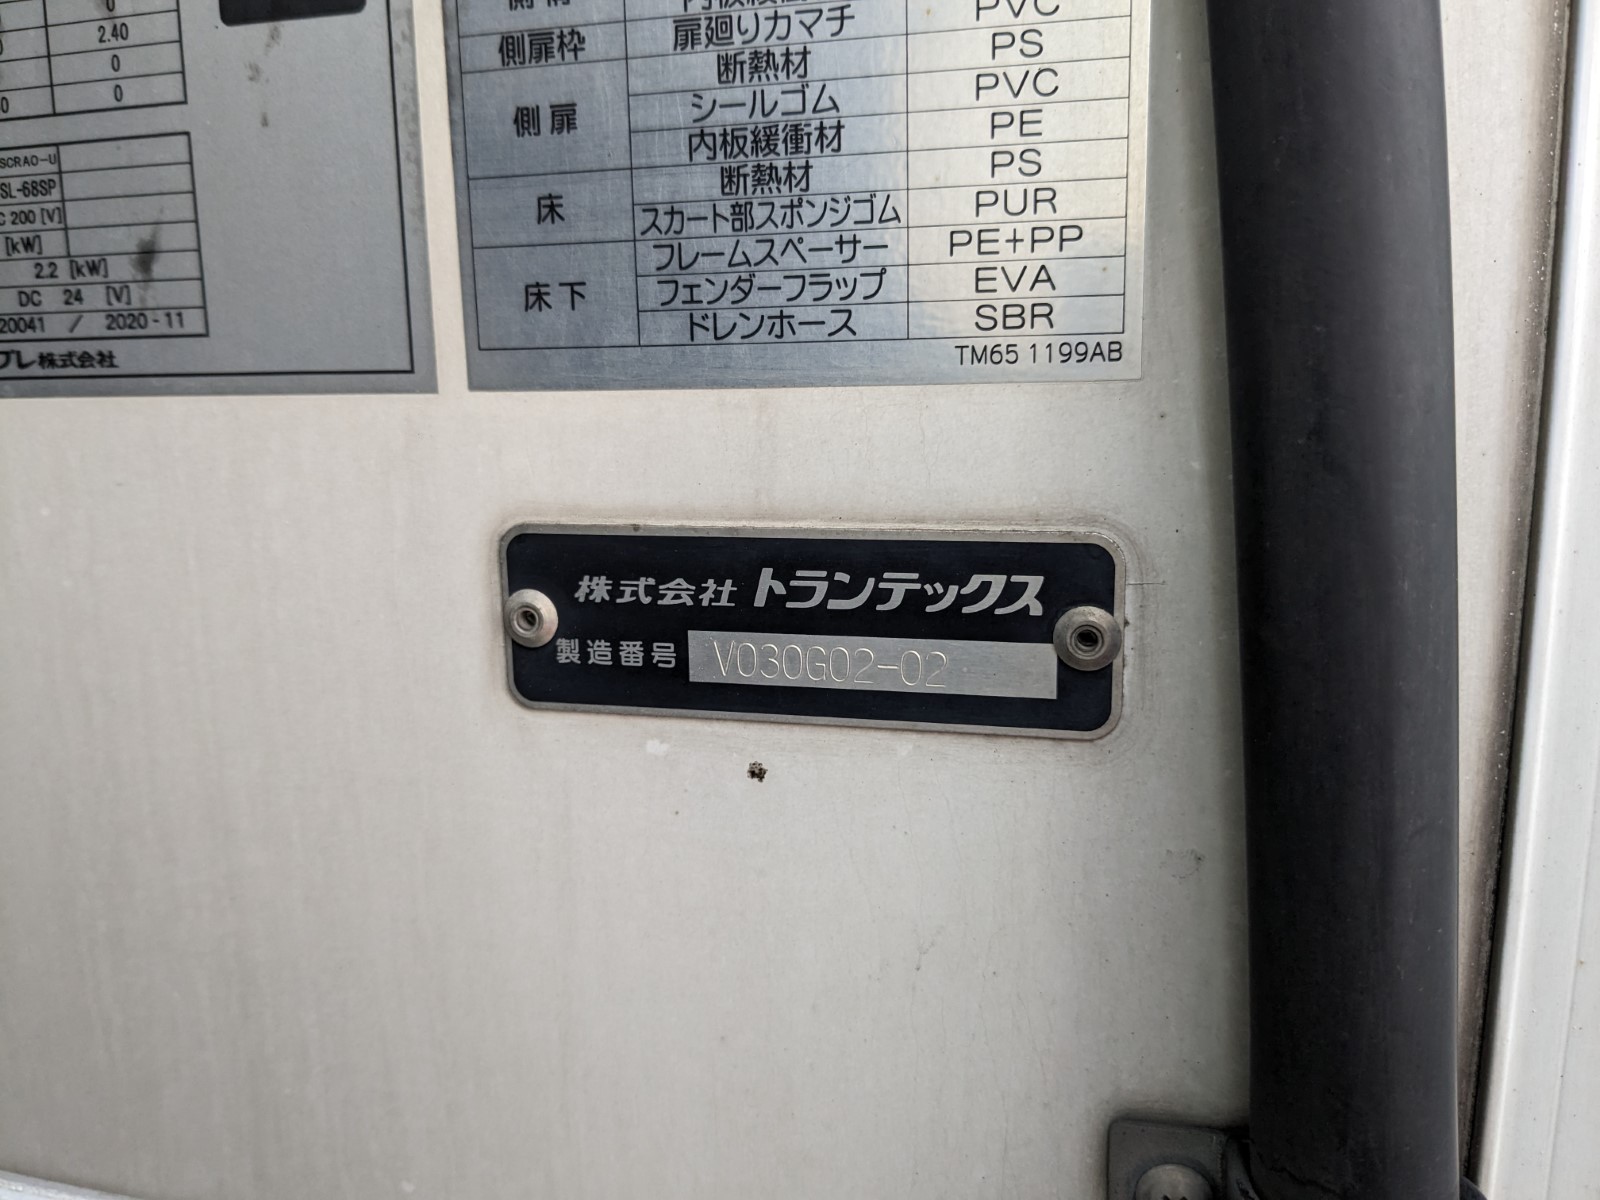 0
2.40
0
0 0
SCRAO-U
SL-68SP
C 200 [V]
[kW]
2.2 [kW]
DC 24 [V]
20041 / 2020-11
プレ株式会社
PVC
側扉枠 扉廻りカマチ PS
側扉 断熱材 PVC
シールゴム PE
内板緩衝材 PS
床 断熱材 PUR
スカート部スポンジゴム PE+PP
床下 フレームスペーサー EVA
フェンダーフラップ SBR
ドレンホース
TM65 1199AB
株式会社 トランテックス
製造番号 V030G02-02